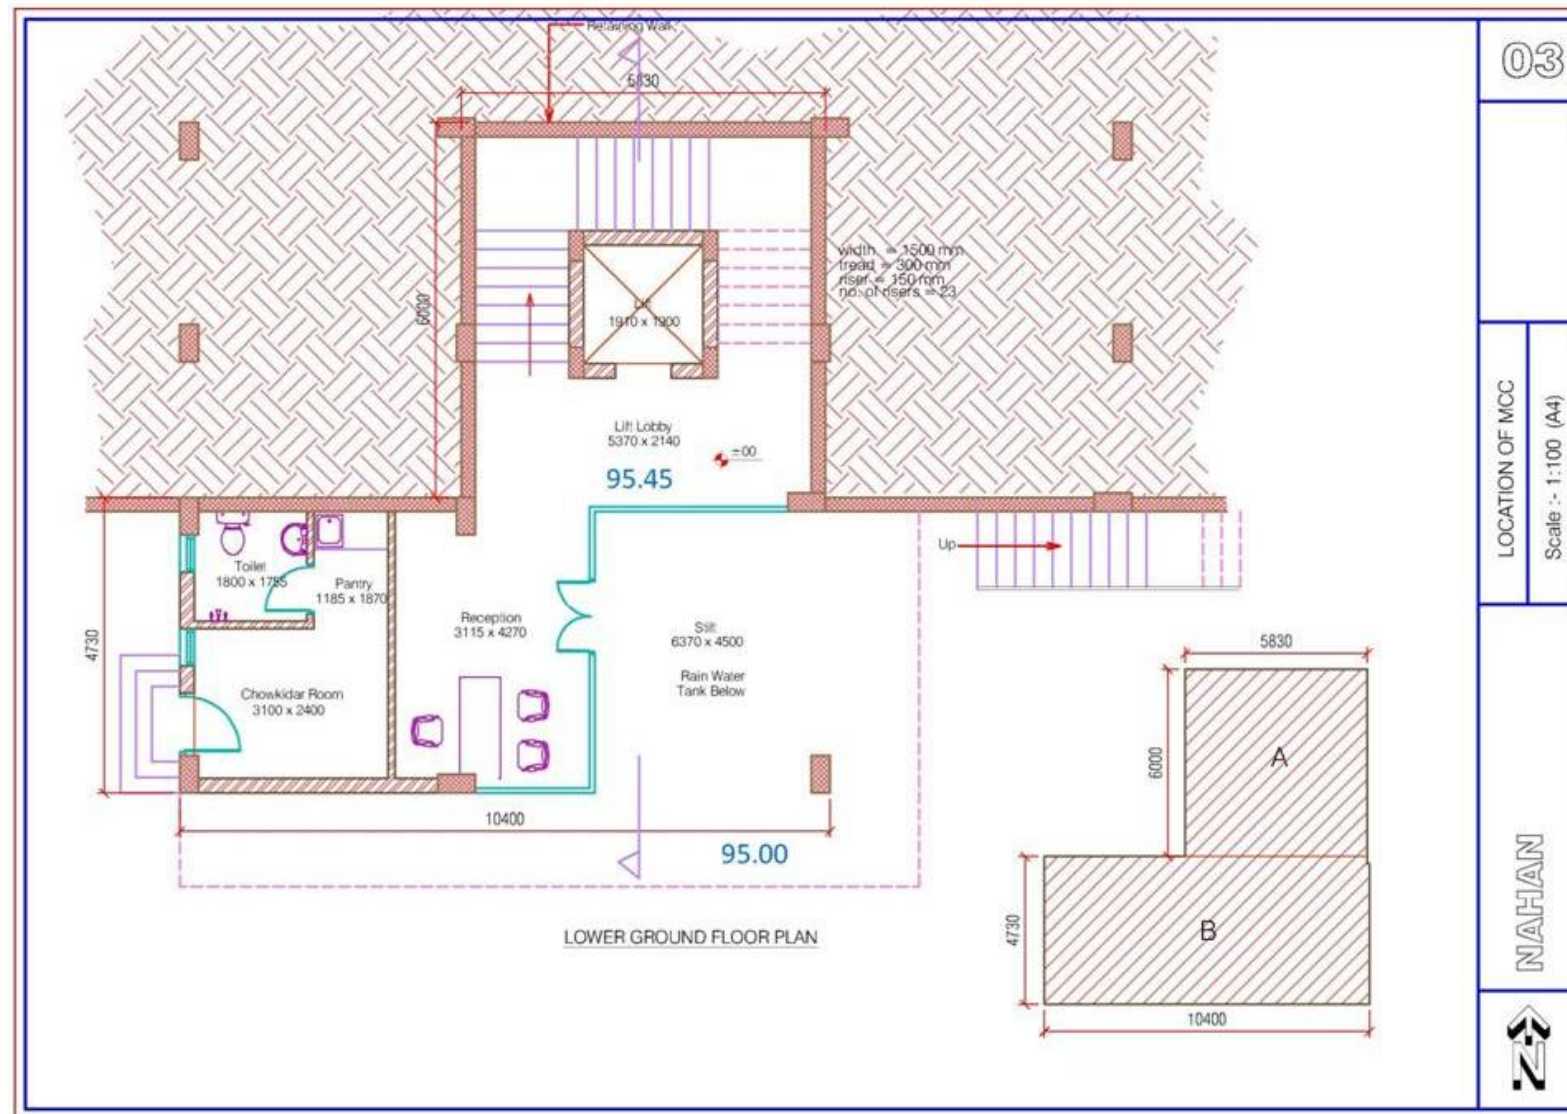 Retaining Wall
5830
03
width = 1500 mm
tread = 300 mm
riser = 150 mm
no. of risers = 23
6000
Lift
1910 x 1900
Lift Lobby
5370 x 2140
±00
95.45
LOCATION OF MCC
Scale :- 1:100 (A4)
Up
Toilet
1800 x 1755
Pantry
1185 x 1870
Reception
3115 x 4270
Stilt
6370 x 4500
Rain Water
Tank Below
4730
Chowkidar Room
3100 x 2400
10400
95.00
LOWER GROUND FLOOR PLAN
5830
6000
A
B
4730
10400
NAHAN
N